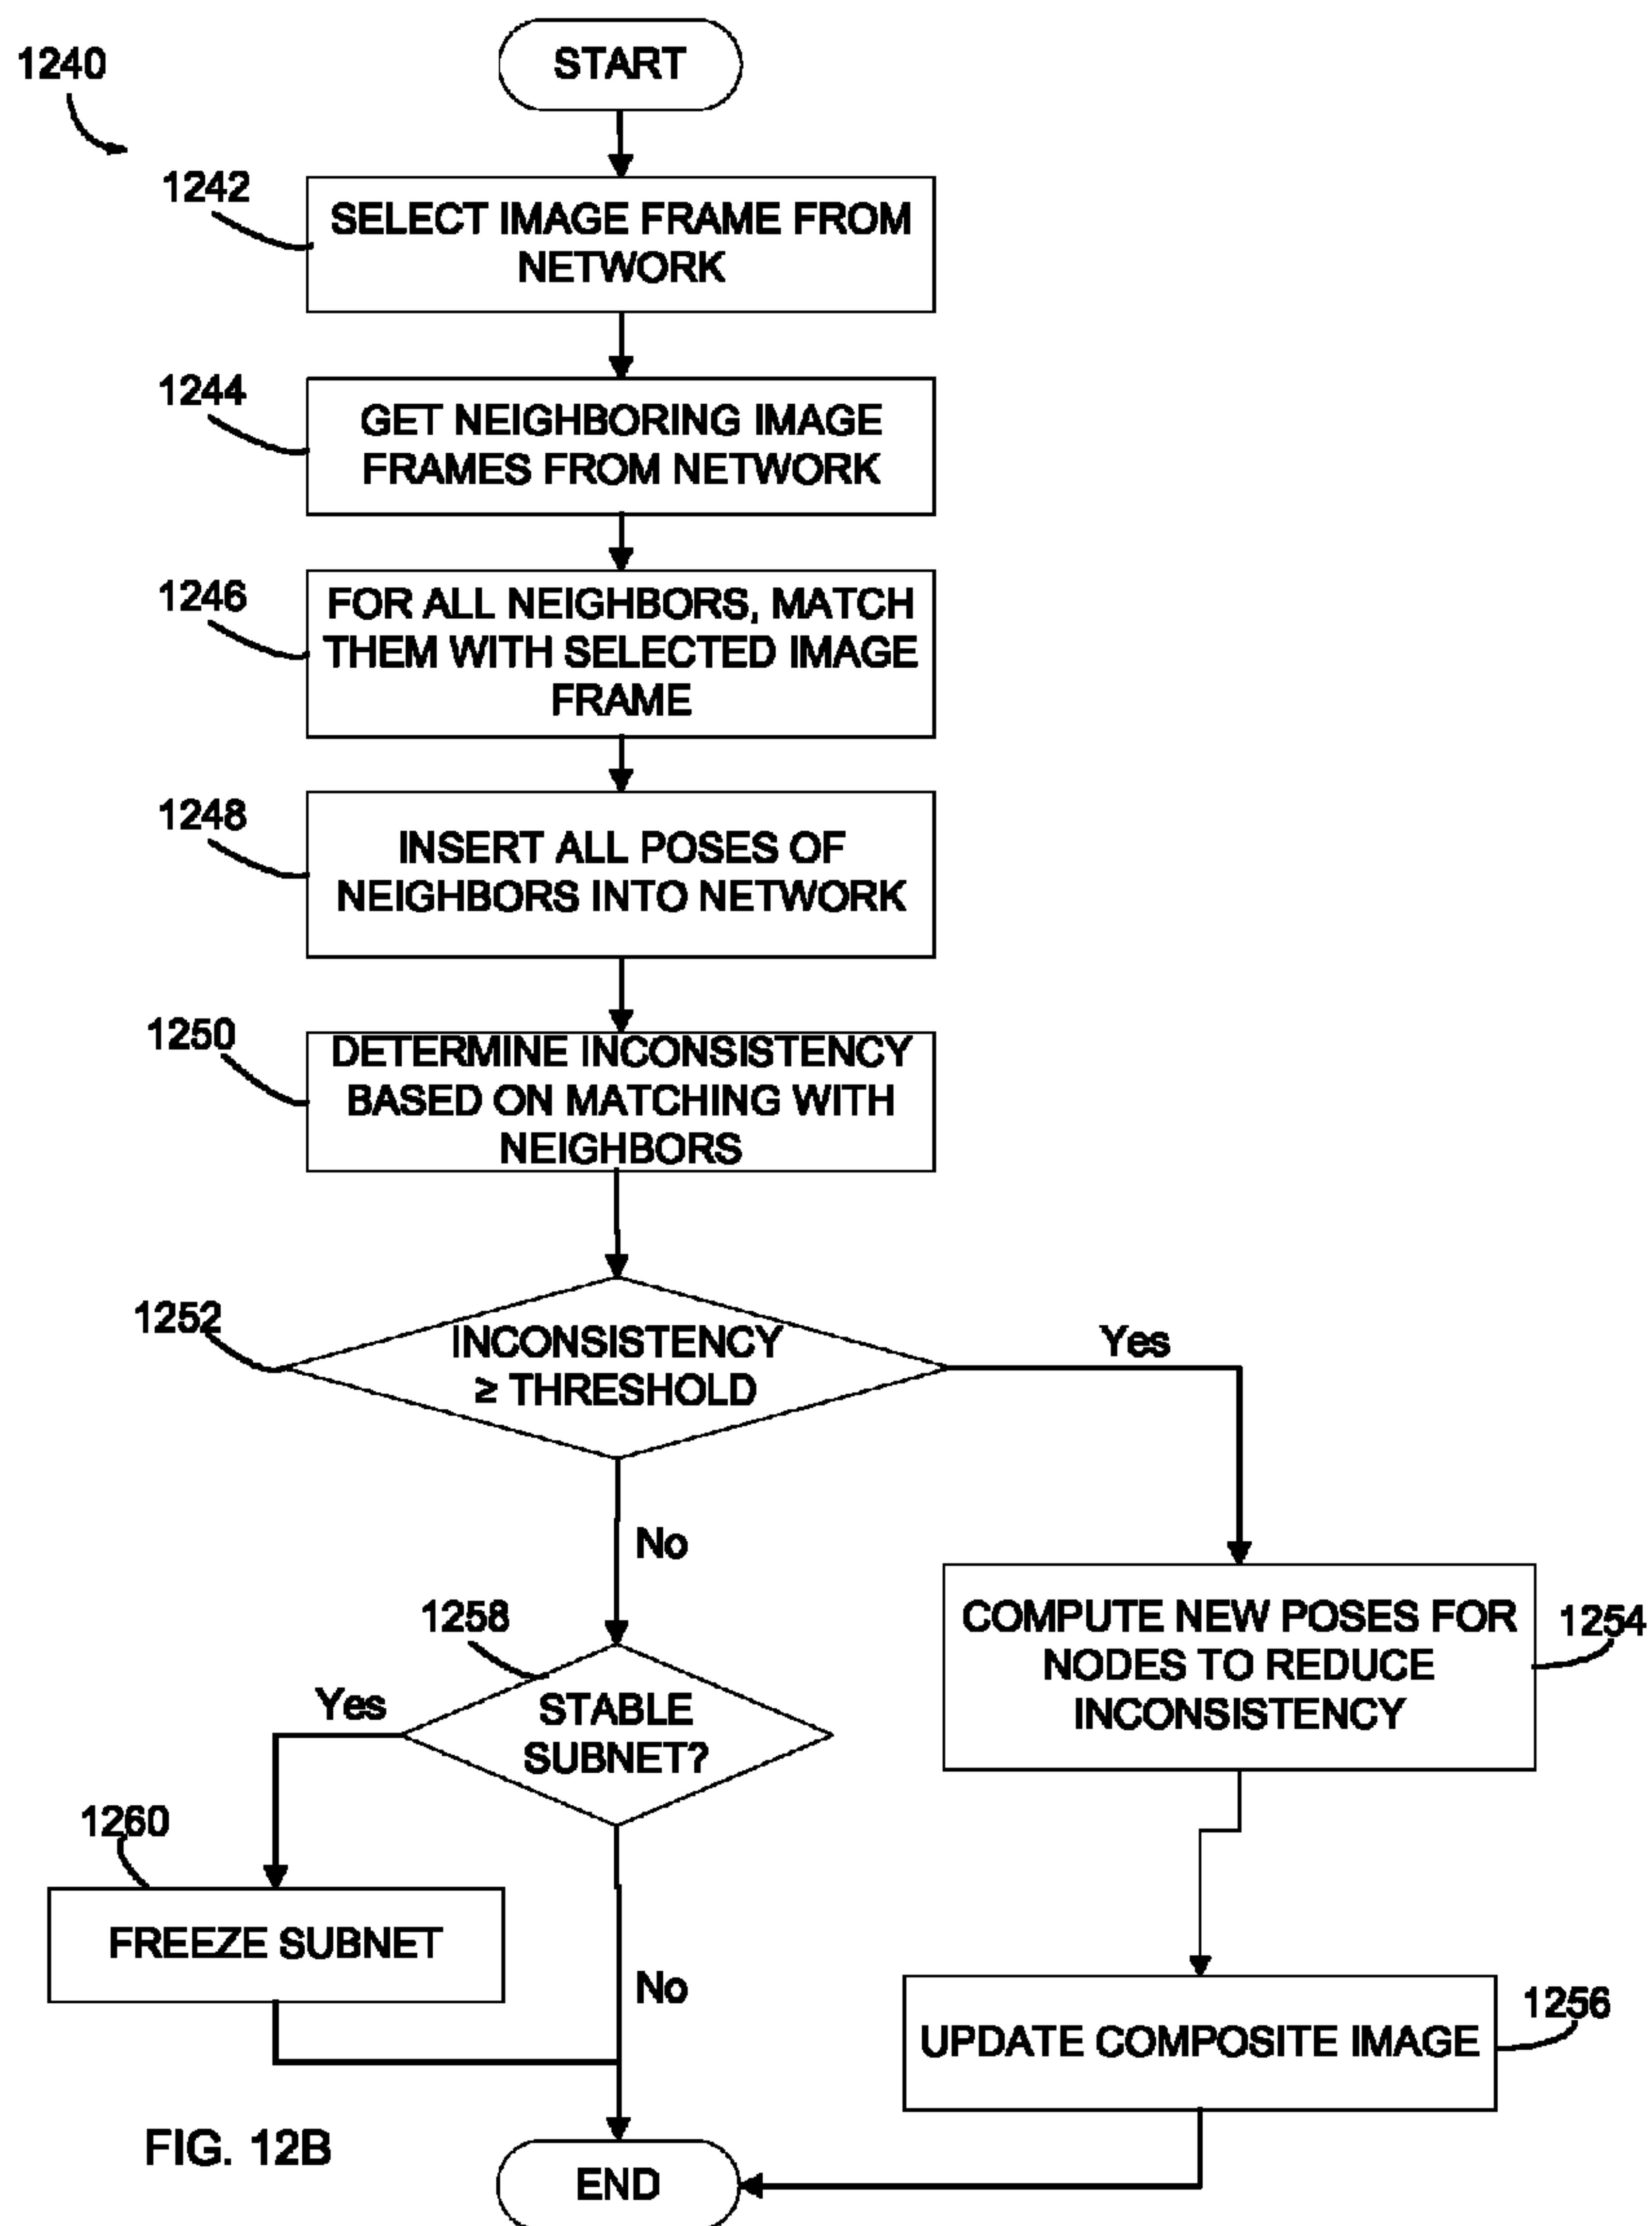 START
1240
1242
SELECT IMAGE FRAME FROM
NETWORK
1244
GET NEIGHBORING IMAGE
FRAMES FROM NETWORK
1246
FOR ALL NEIGHBORS, MATCH
THEM WITH SELECTED IMAGE
FRAME
1248
INSERT ALL POSES OF
NEIGHBORS INTO NETWORK
1250
DETERMINE INCONSISTENCY
BASED ON MATCHING WITH
NEIGHBORS
1252
INCONSISTENCY
≥ THRESHOLD
Yes
No
1258
STABLE
SUBNET?
Yes
COMPUTE NEW POSES FOR
NODES TO REDUCE
INCONSISTENCY
1254
1260
FREEZE SUBNET
No
1256
UPDATE COMPOSITE IMAGE
FIG. 12B
END